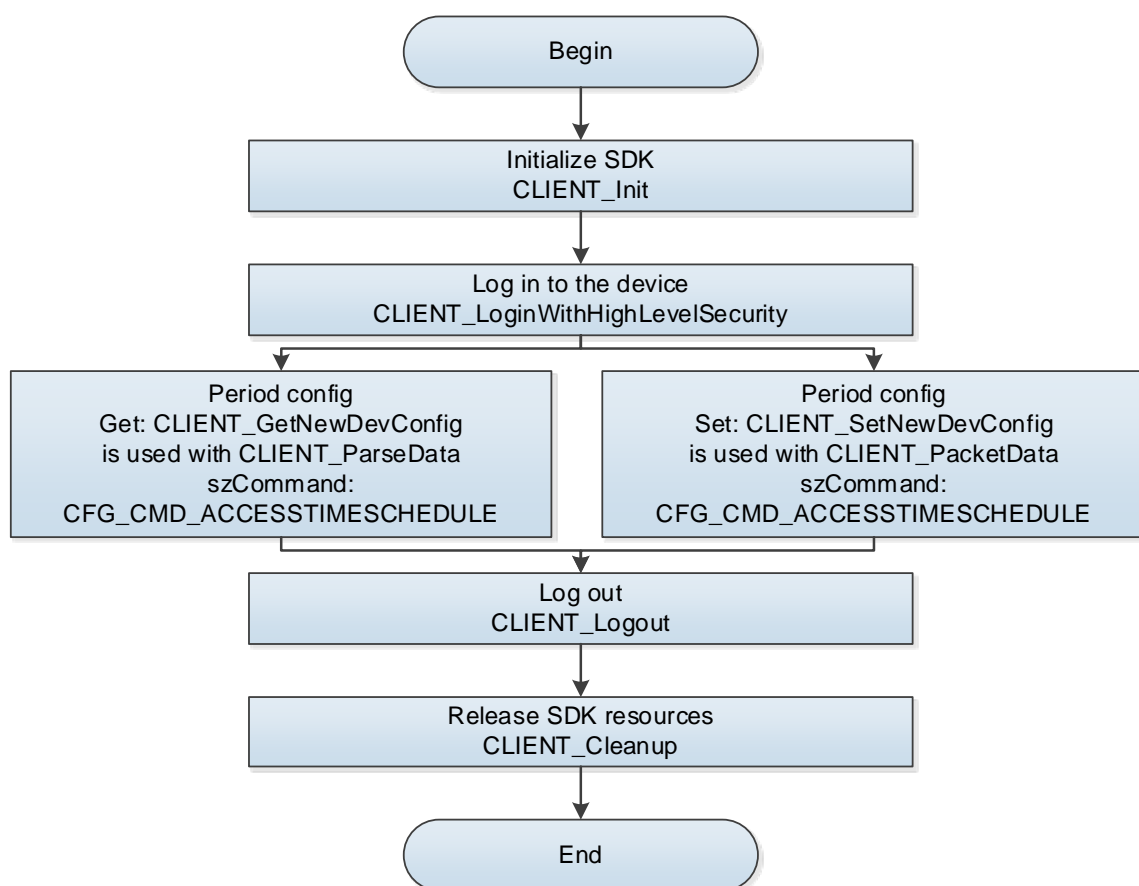 Begin
Initialize SDK
CLIENT_Init
Log in to the device
CLIENT_LoginWithHighLevelSecurity
Period config
Get: CLIENT_GetNewDevConfig
is used with CLIENT_ParseData
szCommand:
CFG_CMD_ACCESSTIMESCHEDULE
Period config
Set: CLIENT_SetNewDevConfig
is used with CLIENT_PacketData
szCommand:
CFG_CMD_ACCESSTIMESCHEDULE
Log out
CLIENT_Logout
Release SDK resources
CLIENT_Cleanup
End